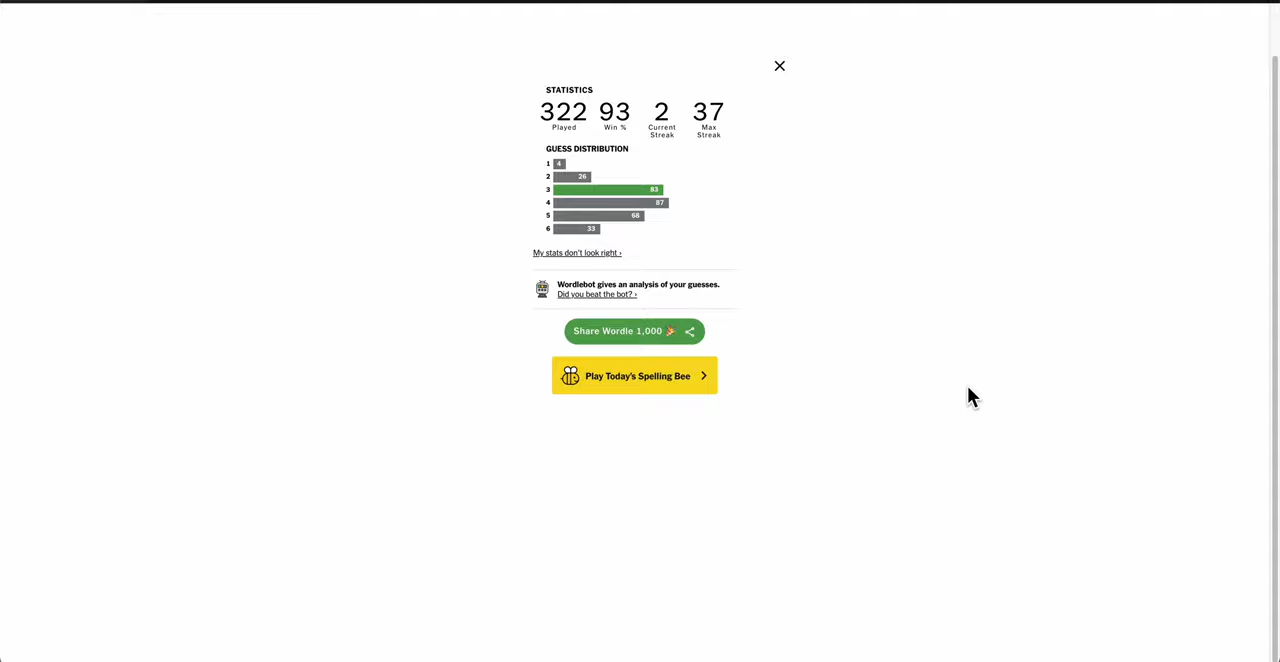 STATISTICS
322 93 2 37
Played Win % Current Streak Max Streak
GUESS DISTRIBUTION
1 4
2 26
3 83
4 87
5 68
6 33
My stats don't look right ›
Wordlebot gives an analysis of your guesses.
Did you beat the bot? ›
Share Wordle 1,000 🎉
Play Today's Spelling Bee